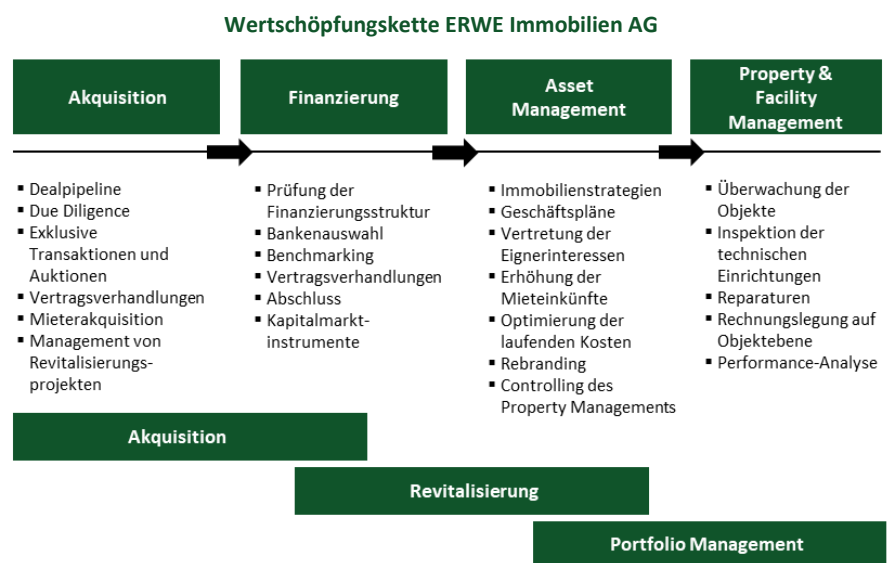 Wertschöpfungskette ERWE Immobilien AG
Akquisition
Finanzierung
Asset
Management
Property &
Facility
Management
▪ Dealpipeline
▪ Due Diligence
▪ Exklusive
Transaktionen und
Auktionen
▪ Vertragsverhandlungen
▪ Mieterakquisition
▪ Management von
Revitalisierungs-
projekten
▪ Prüfung der
Finanzierungsstruktur
▪ Bankenauswahl
▪ Benchmarking
▪ Vertragsverhandlungen
▪ Abschluss
▪ Kapitalmarkt-
instrumente
▪ Immobilienstrategien
▪ Geschäftspläne
▪ Vertretung der
Eignerinteressen
▪ Erhöhung der
Mieteinkünfte
▪ Optimierung der
laufenden Kosten
▪ Rebranding
▪ Controlling des
Property Managements
▪ Überwachung der
Objekte
▪ Inspektion der
technischen
Einrichtungen
▪ Reparaturen
▪ Rechnungslegung auf
Objektebene
▪ Performance-Analyse
Akquisition
Revitalisierung
Portfolio Management